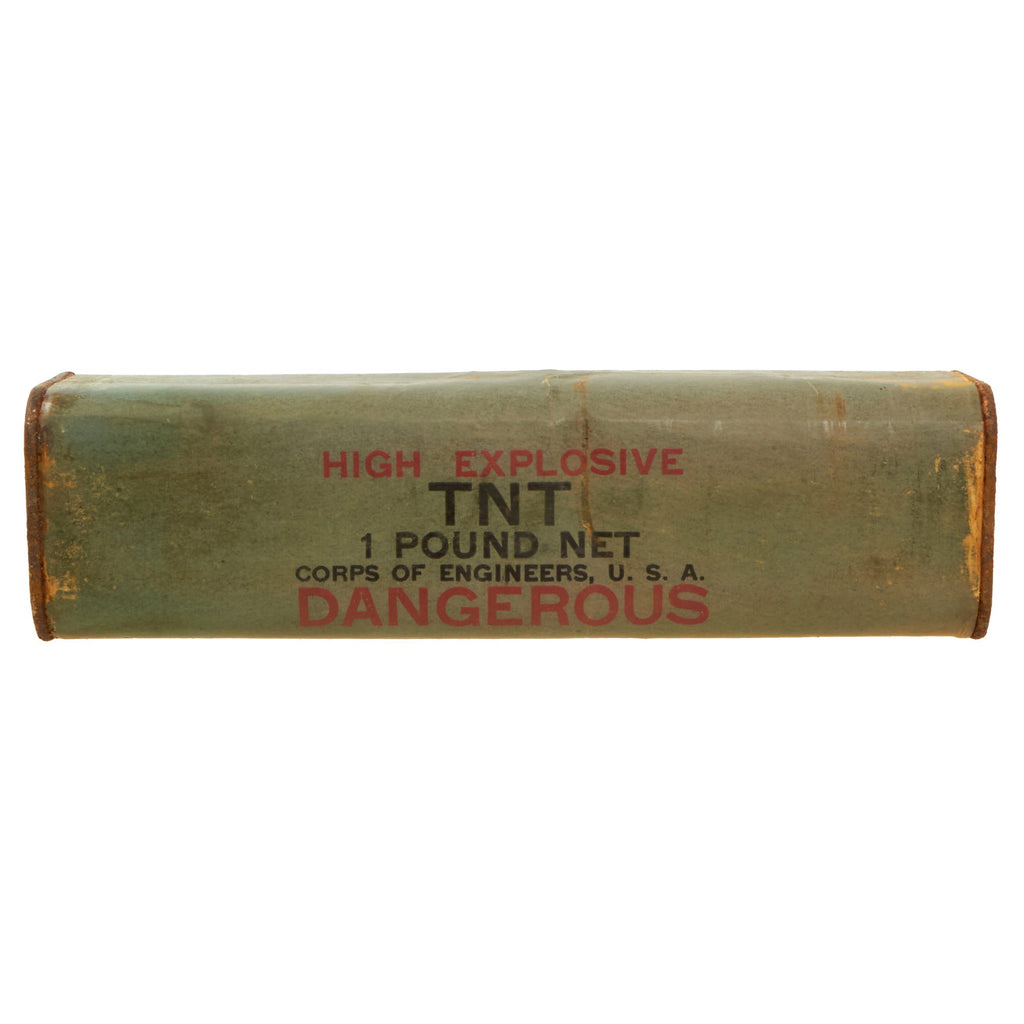 HIGH EXPLOSIVE
TNT
1 POUND NET
CORPS OF ENGINEERS, U. S. A.
DANGEROUS